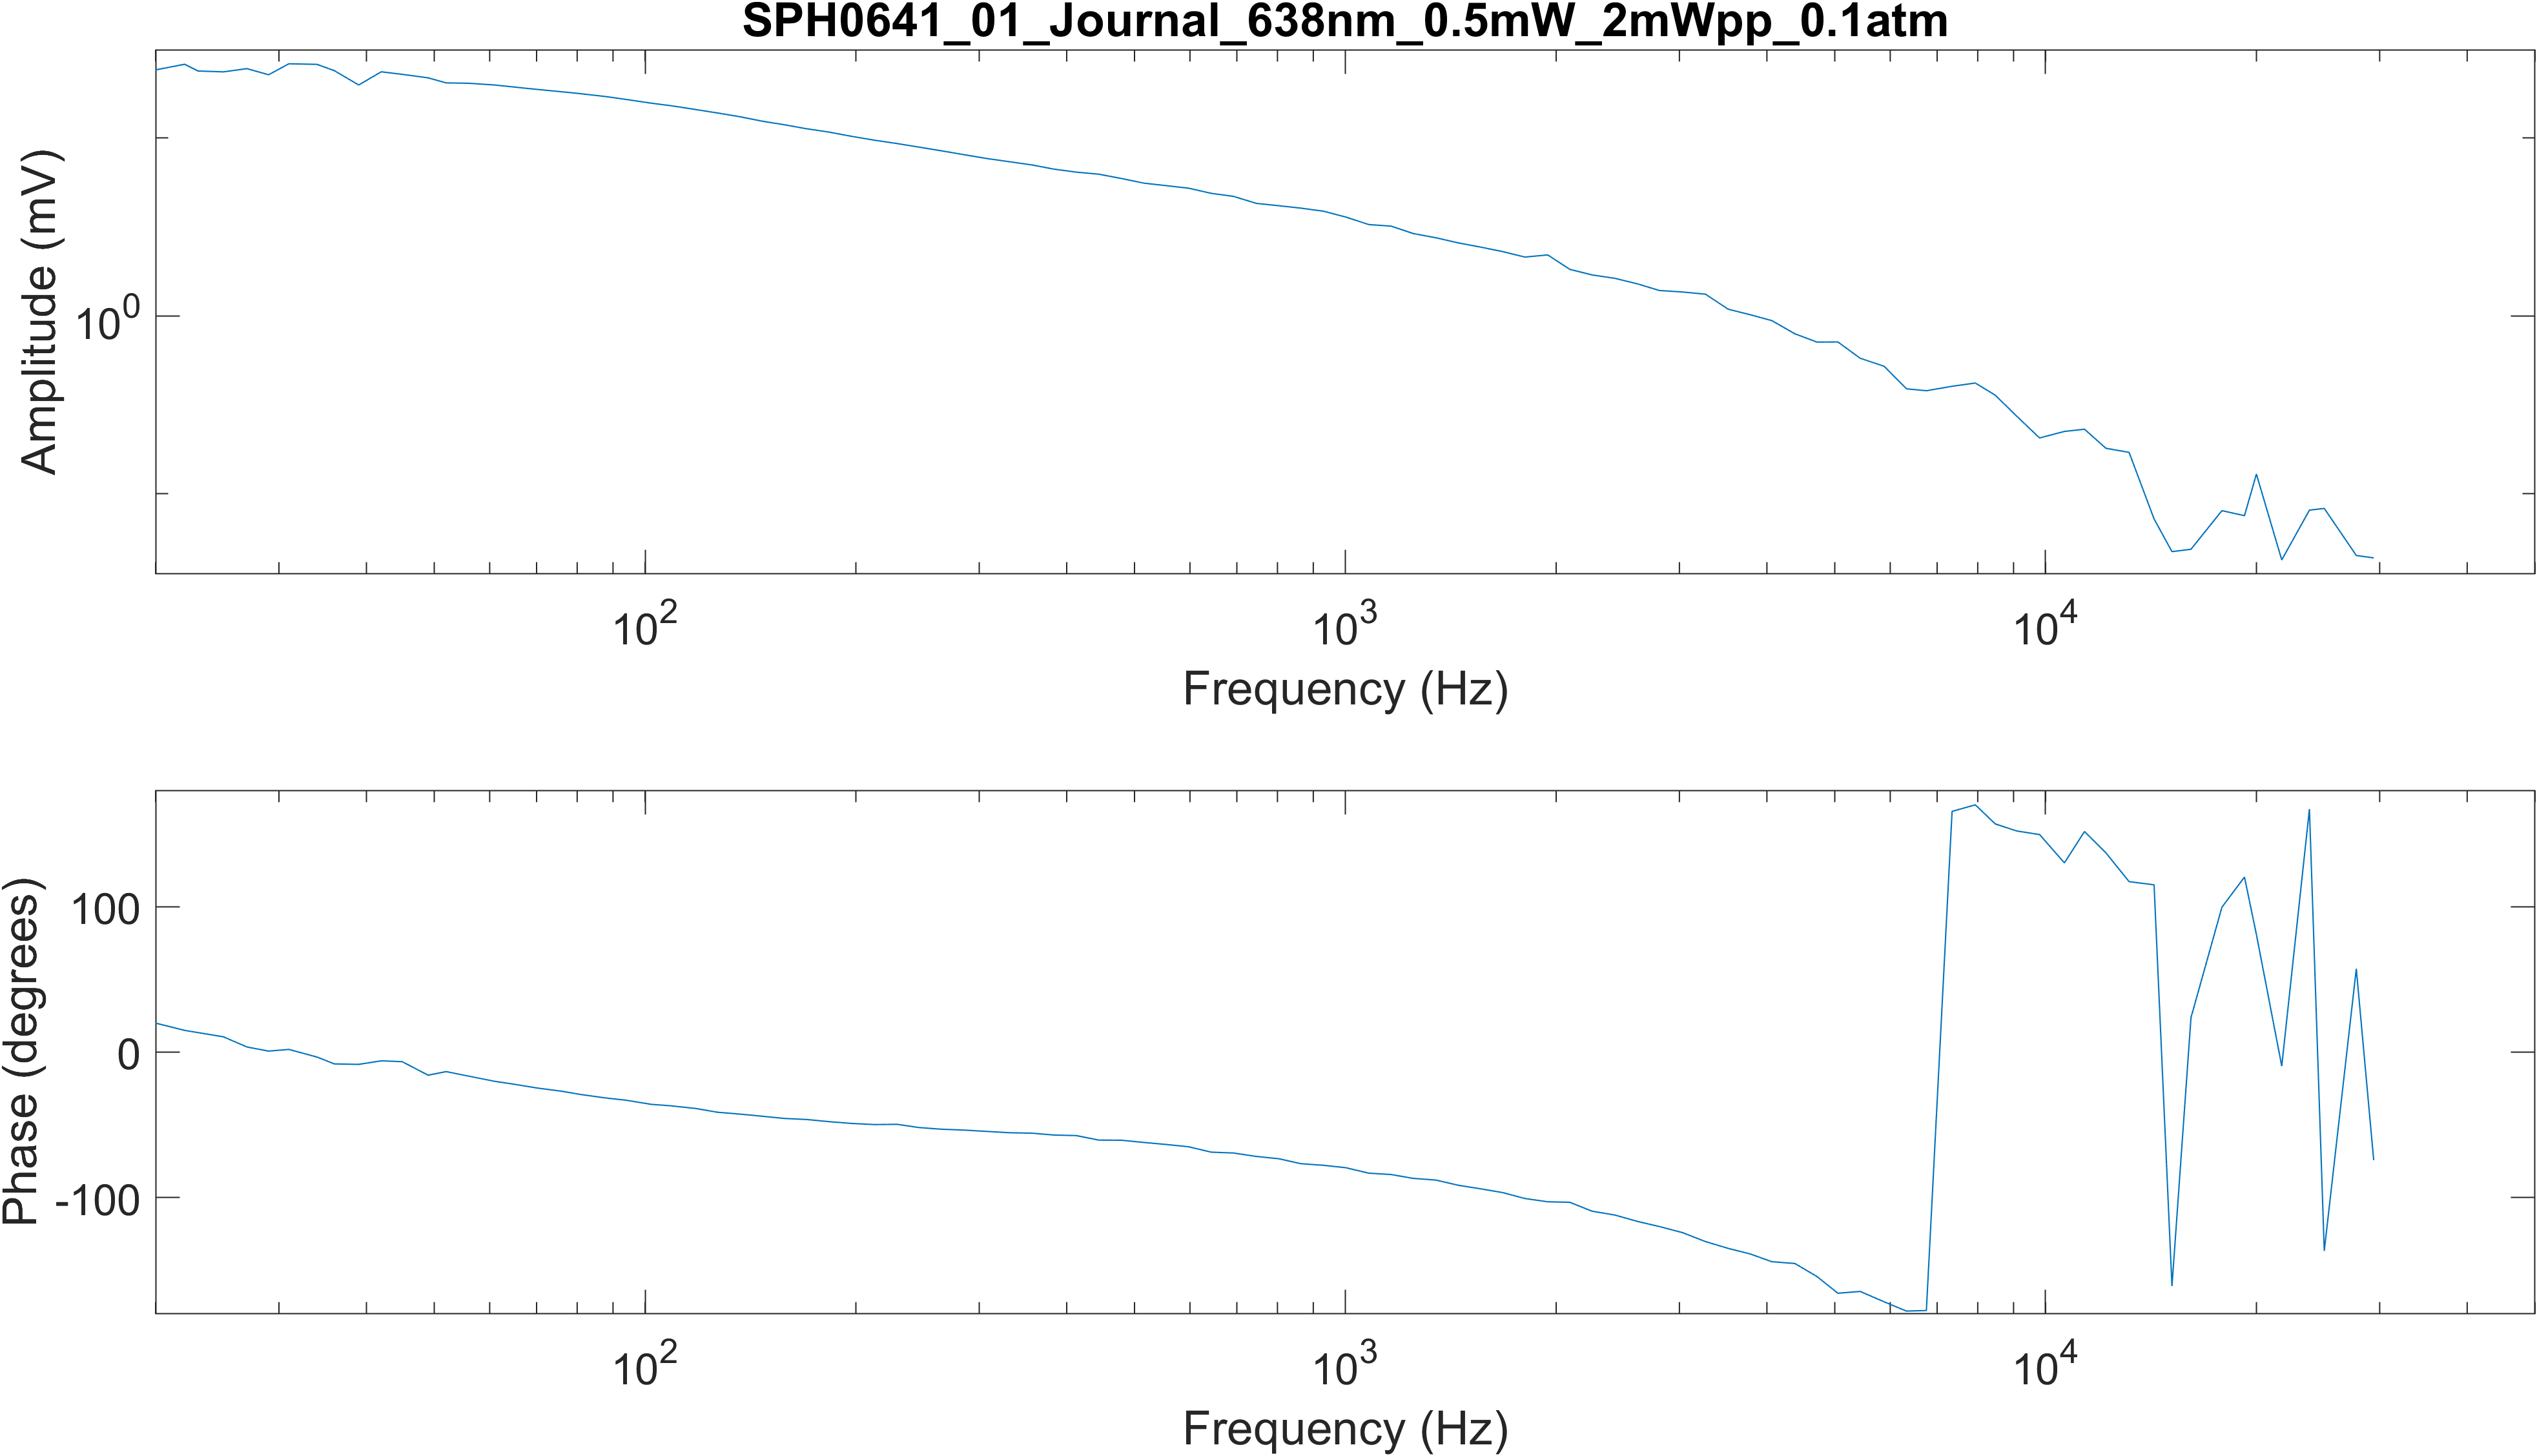 SPH0641_01_Journal_638nm_0.5mW_2mWpp_0.1atm
Amplitude (mV)
10^0
10^2 10^3 10^4
Frequency (Hz)
Phase (degrees)
100
0
-100
10^2 10^3 10^4
Frequency (Hz)